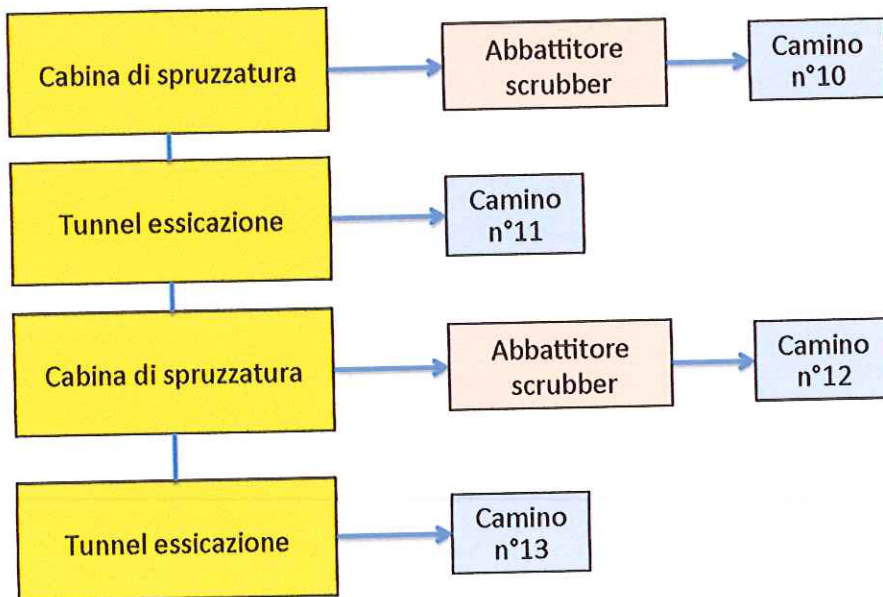 Cabina di spruzzatura
Abbattitore
scrubber
Camino
n°10
Tunnel essicazione
Camino
n°11
Cabina di spruzzatura
Abbattitore
scrubber
Camino
n°12
Tunnel essicazione
Camino
n°13